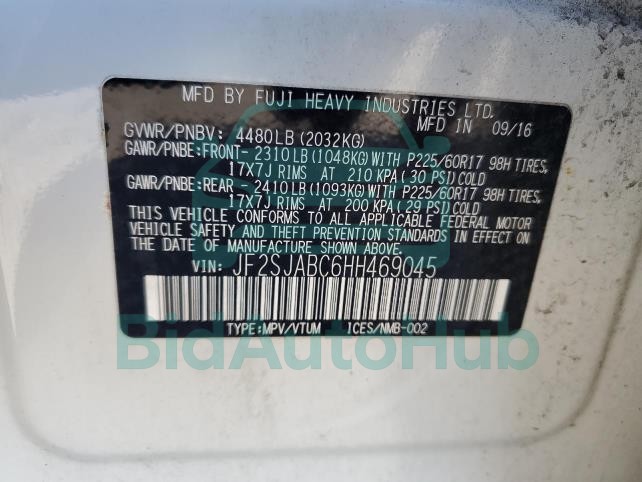 MFD BY FUJI HEAVY INDUSTRIES LTD.
MFD IN 09/16
GVWR/PNBV: 4480LB (2032KG)
GAWR/PNBE:FRONT- 2310LB (1048KG) WITH P225/60R17 98H TIRES,
17X7J RIMS AT 210 KPA ( 30 PSI) COLD
GAWR/PNBE:REAR - 2410LB (1093KG) WITH P225/60R17 98H TIRES,
17X7J RIMS AT 200 KPA ( 29 PSI) COLD
THIS VEHICLE CONFORMS TO ALL APPLICABLE FEDERAL MOTOR
VEHICLE SAFETY AND THEFT PREVENTION STANDARDS IN EFFECT ON
THE DATE OF MANUFACTURE SHOWN ABOVE.
VIN: JF2SJABC6HH469045
TYPE:MPV/VTUM ICES/NMB-002
BidAutoHub